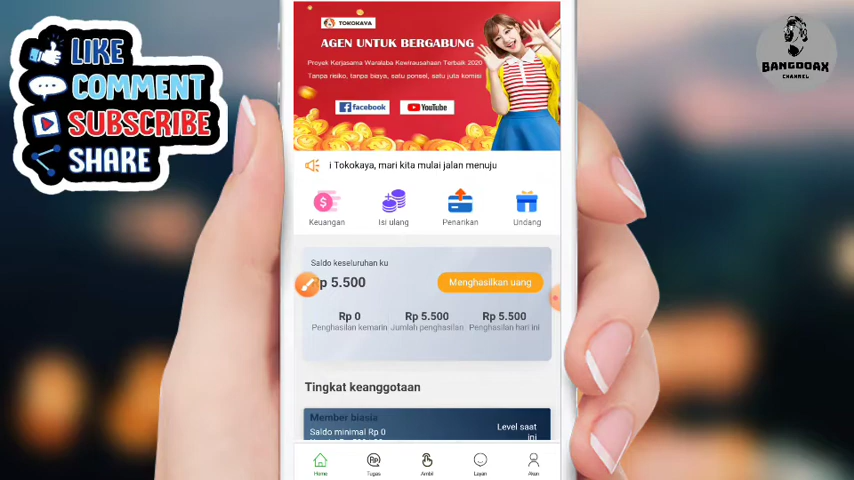 LIKE
COMMENT
SUBSCRIBE
SHARE
TOKOKAYA
AGEN UNTUK BERGABUNG
Proyek Kerjasama Waralaba Kewirausahaan Terbaik 2020
Tanpa risiko, tanpa biaya, satu ponsel, satu juta komisi
facebook
YouTube
BANGDOAX
CHANNEL
i Tokokaya, mari kita mulai jalan menuju
Keuangan
Isi ulang
Penarikan
Undang
Saldo keseluruhan ku
Rp 5.500
Menghasilkan uang
Rp 0
Rp 5.500
Rp 5.500
Penghasilan kemarin
Jumlah penghasilan
Penghasilan hari ini
Tingkat keanggotaan
Member biasia
Saldo minimal Rp 0
Level saat
ini
Home
Tugas
Ambil
Layan
Akun